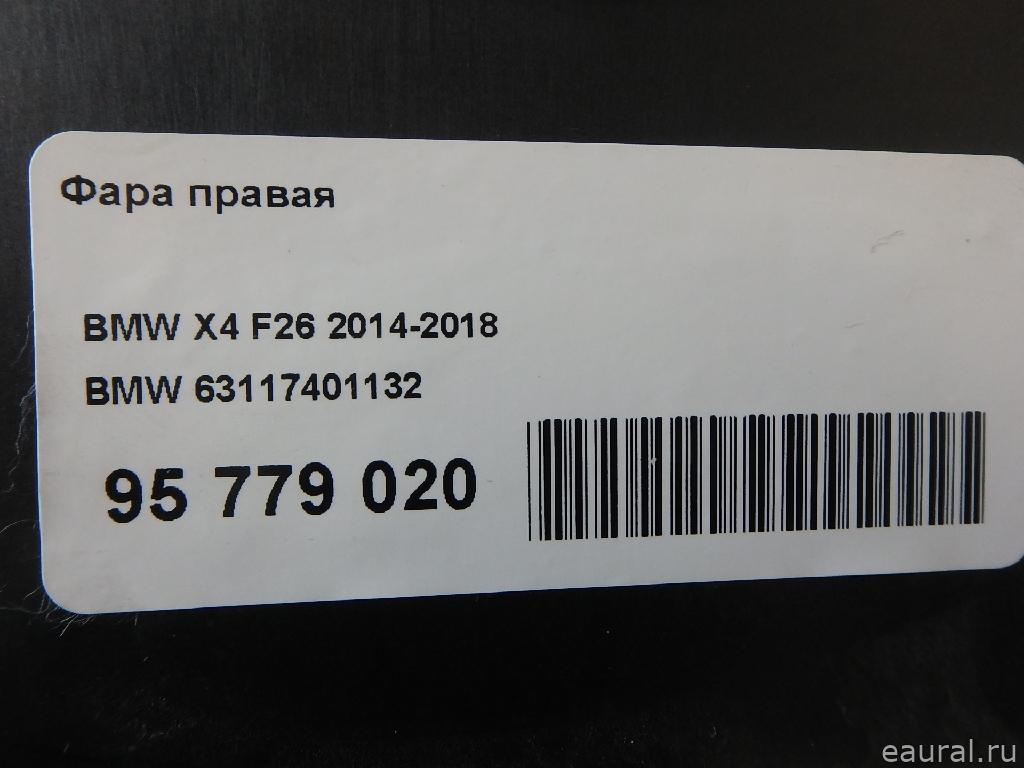 Фара правая
BMW X4 F26 2014-2018
BMW 63117401132
95 779 020
eaural.ru